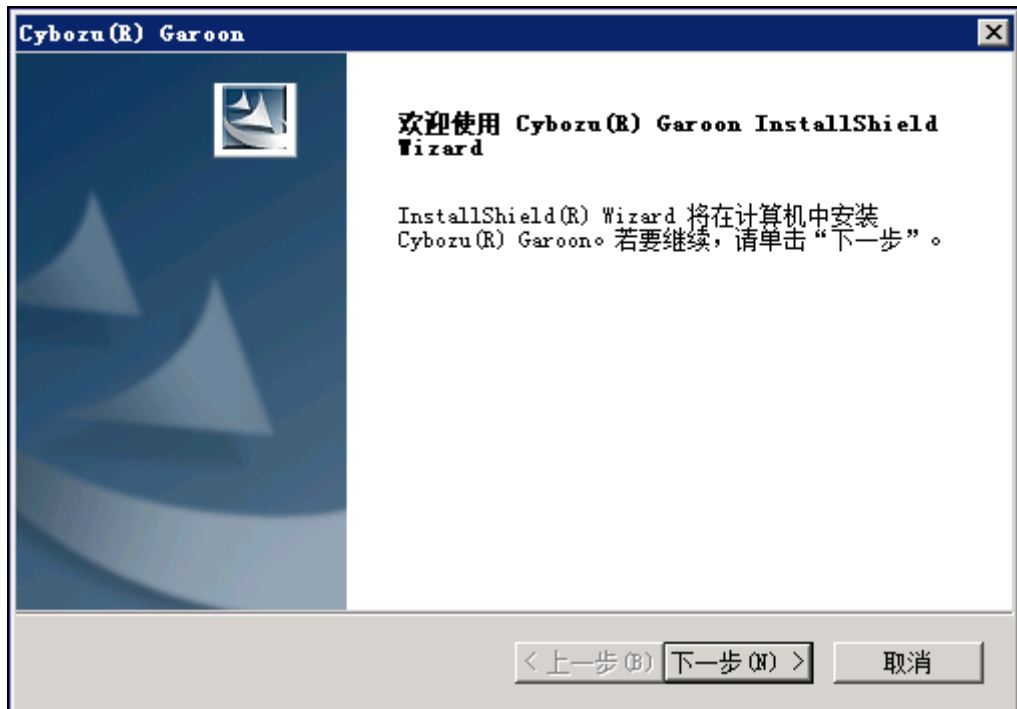 Cybozu(R) Garoon
欢迎使用 Cybozu(R) Garoon InstallShield
Wizard
InstallShield(R) Wizard 将在计算机中安装
Cybozu(R) Garoon。若要继续，请单击“下一步”。
< 上一步(B)
下一步(N) >
取消